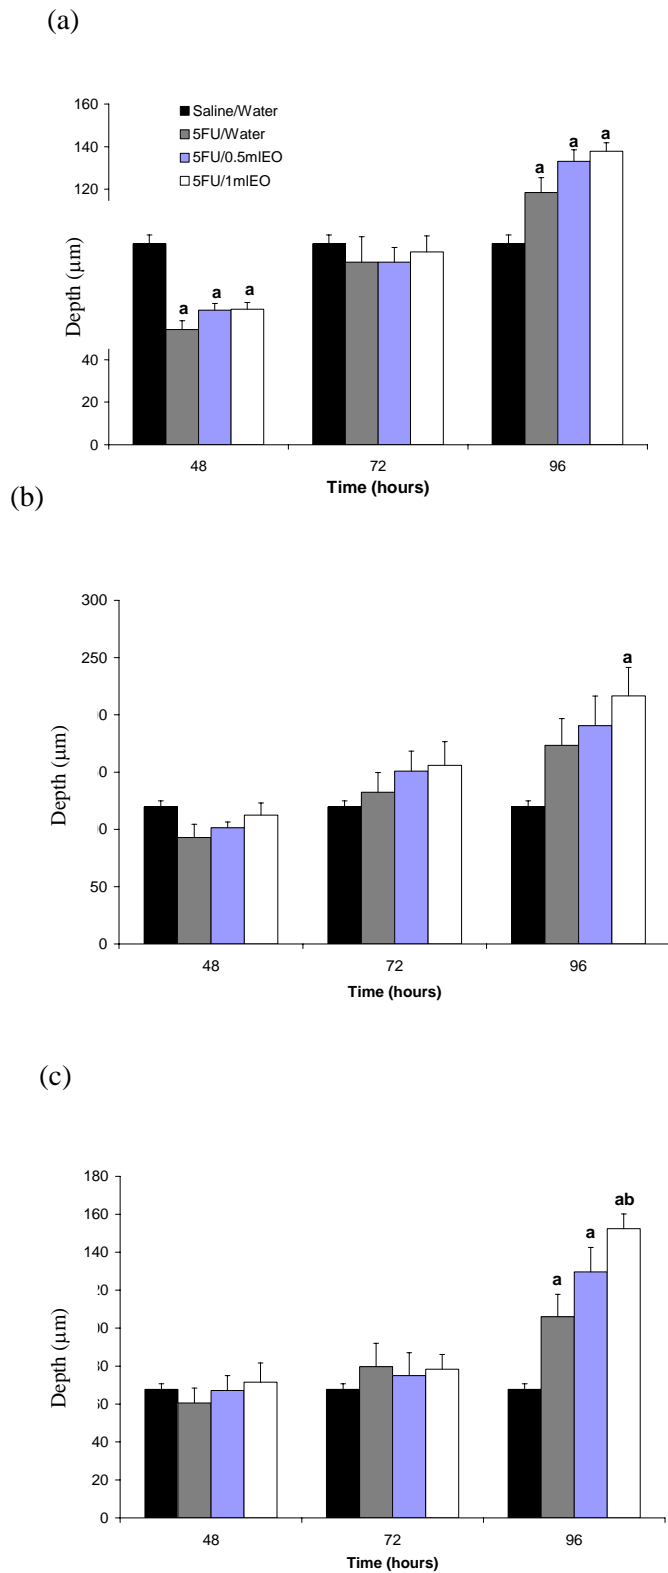 (a)
160
140
120
40
20
0
Depth (µm)
Saline/Water
5FU/Water
5FU/0.5mlEO
5FU/1mlEO
a a a
a a a
48 72 96
Time (hours)
(b)
300
250
50
0
Depth (µm)
a
48 72 96
Time (hours)
(c)
180
160
140
60
40
20
0
Depth (µm)
a a ab
48 72 96
Time (hours)